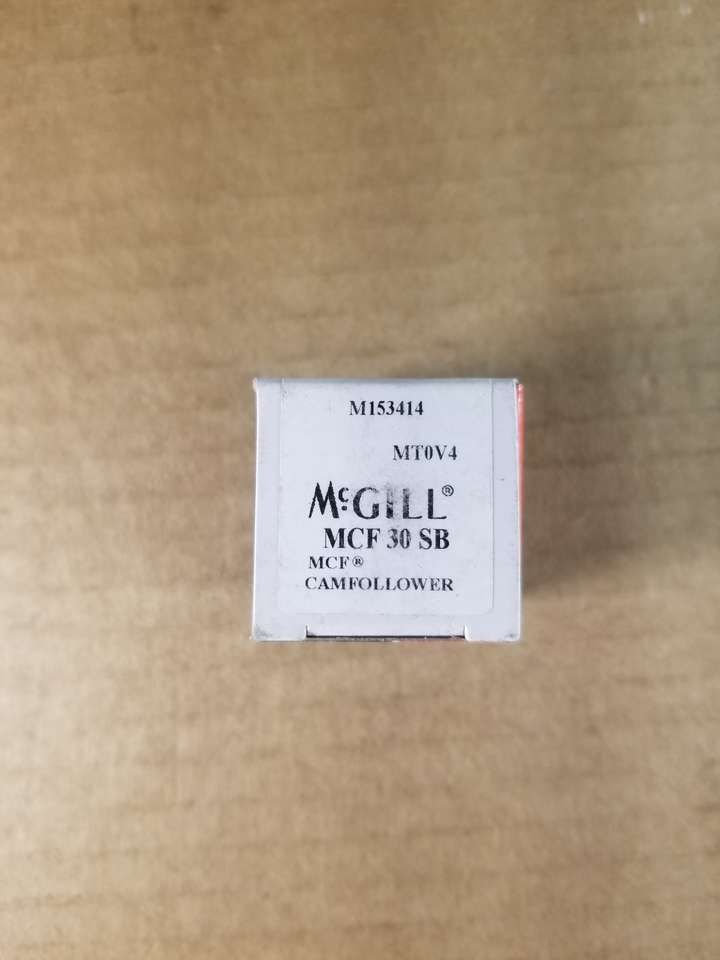 M153414
MT0V4
McGILL®
MCF 30 SB
MCF®
CAMFOLLOWER